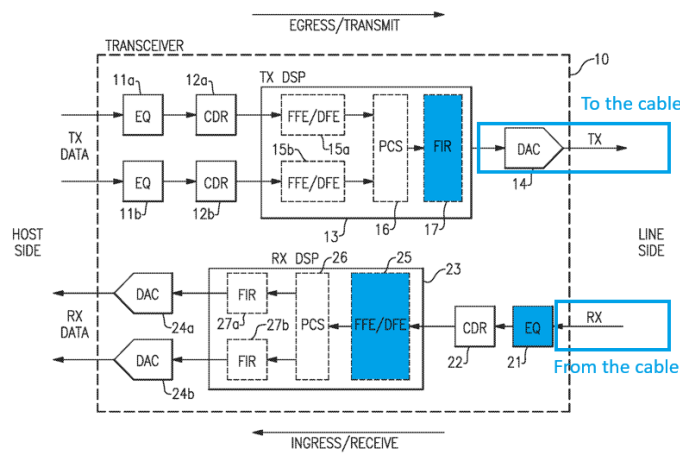 EGRESS/TRANSMIT
TRANSCEIVER
10
11a
12a
TX DSP
To the cable
EQ
CDR
FFE/DFE
15a
TX
DATA
PCS
FIR
DAC
TX
14
15b
EQ
CDR
FFE/DFE
11b
12b
13
16
17
HOST
SIDE
LINE
SIDE
RX DSP
26
25
23
DAC
FIR
24a
27a
RX
DATA
PCS
FFE/DFE
CDR
EQ
RX
22
21
27b
DAC
FIR
24b
From the cable
INGRESS/RECEIVE